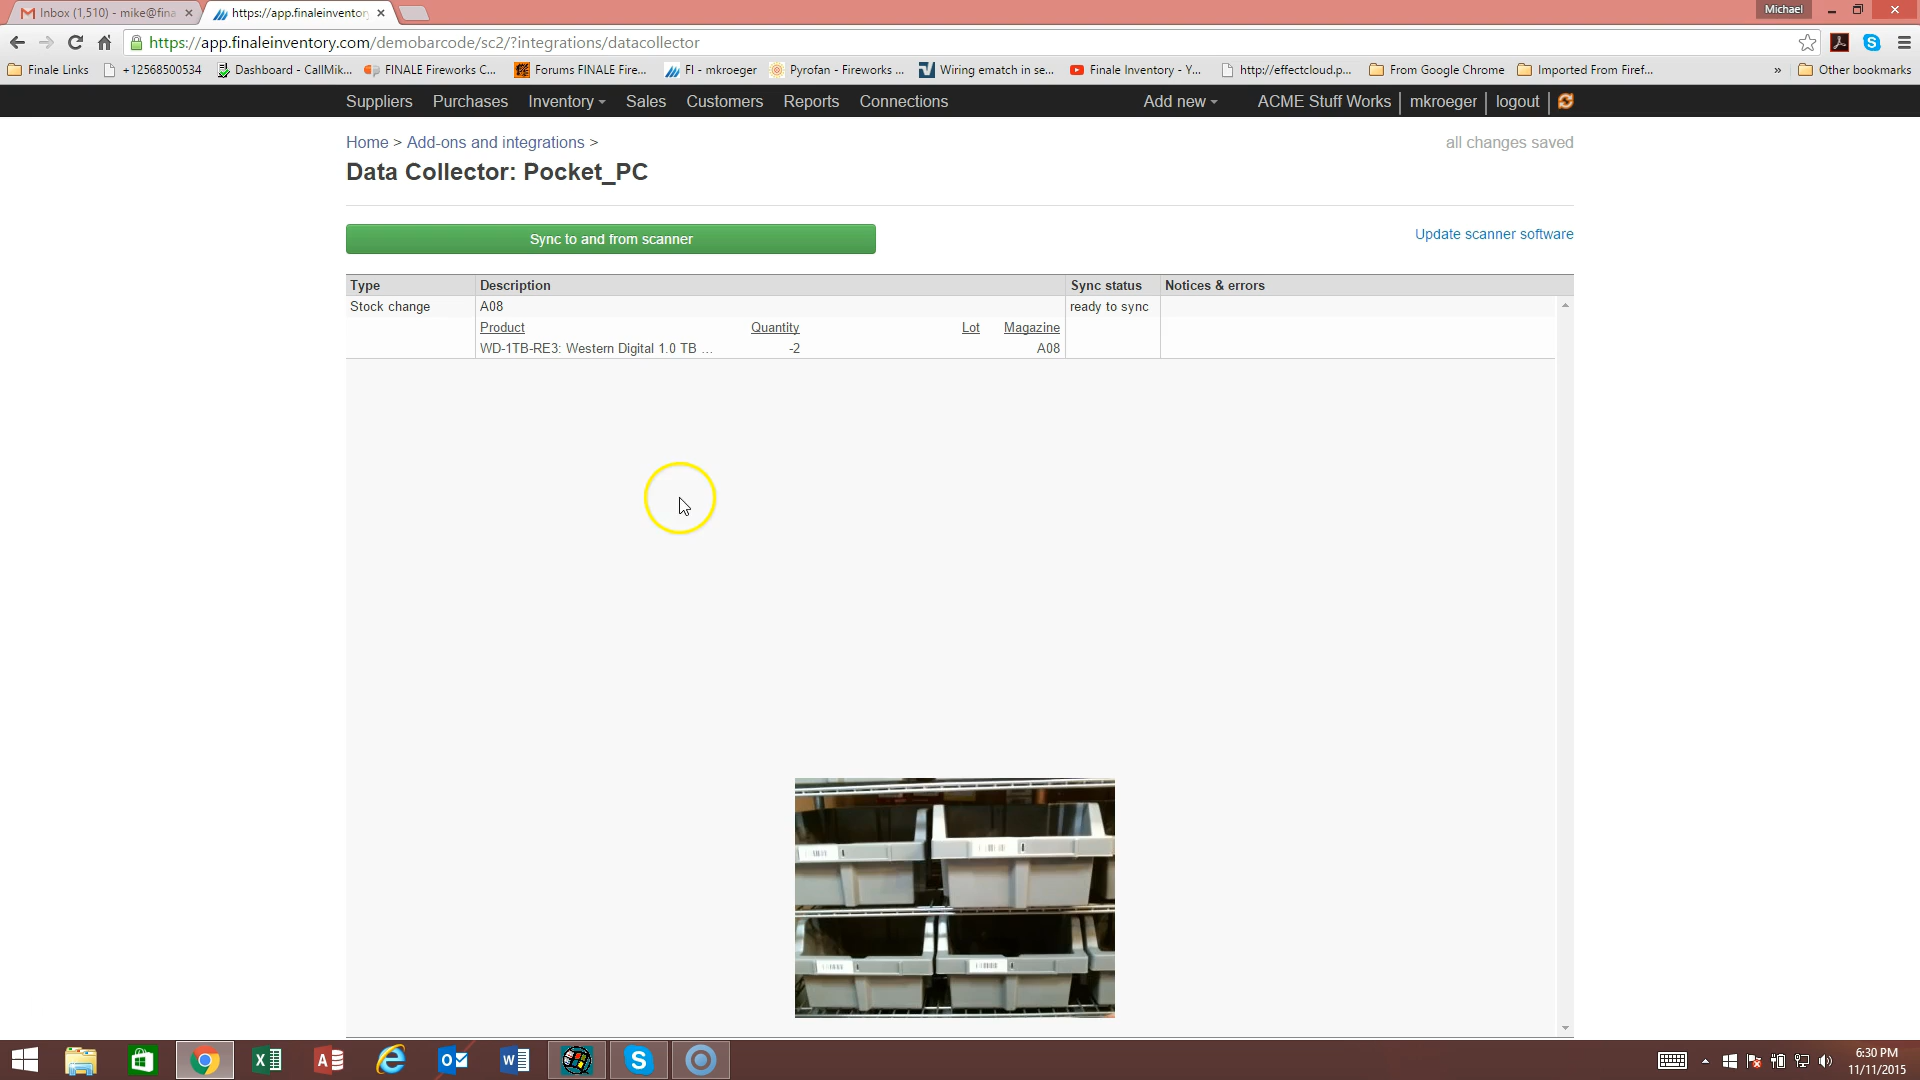 Inbox (1,510) - mike@fina
https://app.finaleinventory
Michael
https://app.finaleinventory.com/demobarcode/sc2/?integrations/datacollector
Finale Links
+12568500534
Dashboard - CallMik...
FINALE Fireworks C...
Forums FINALE Fire...
FI - mkroeger
Pyrofan - Fireworks ...
Wiring ematch in se...
Finale Inventory - Y...
http://effectcloud.p...
From Google Chrome
Imported From Firef...
»
Other bookmarks
Suppliers Purchases Inventory Sales Customers Reports Connections Add new ACME Stuff Works mkroeger logout
Home > Add-ons and integrations >
all changes saved
Data Collector: Pocket_PC
Sync to and from scanner
Update scanner software
Type Description Sync status Notices & errors
Stock change A08 ready to sync
Product Quantity Lot Magazine
WD-1TB-RE3: Western Digital 1.0 TB ... -2 A08
6:30 PM
11/11/2015